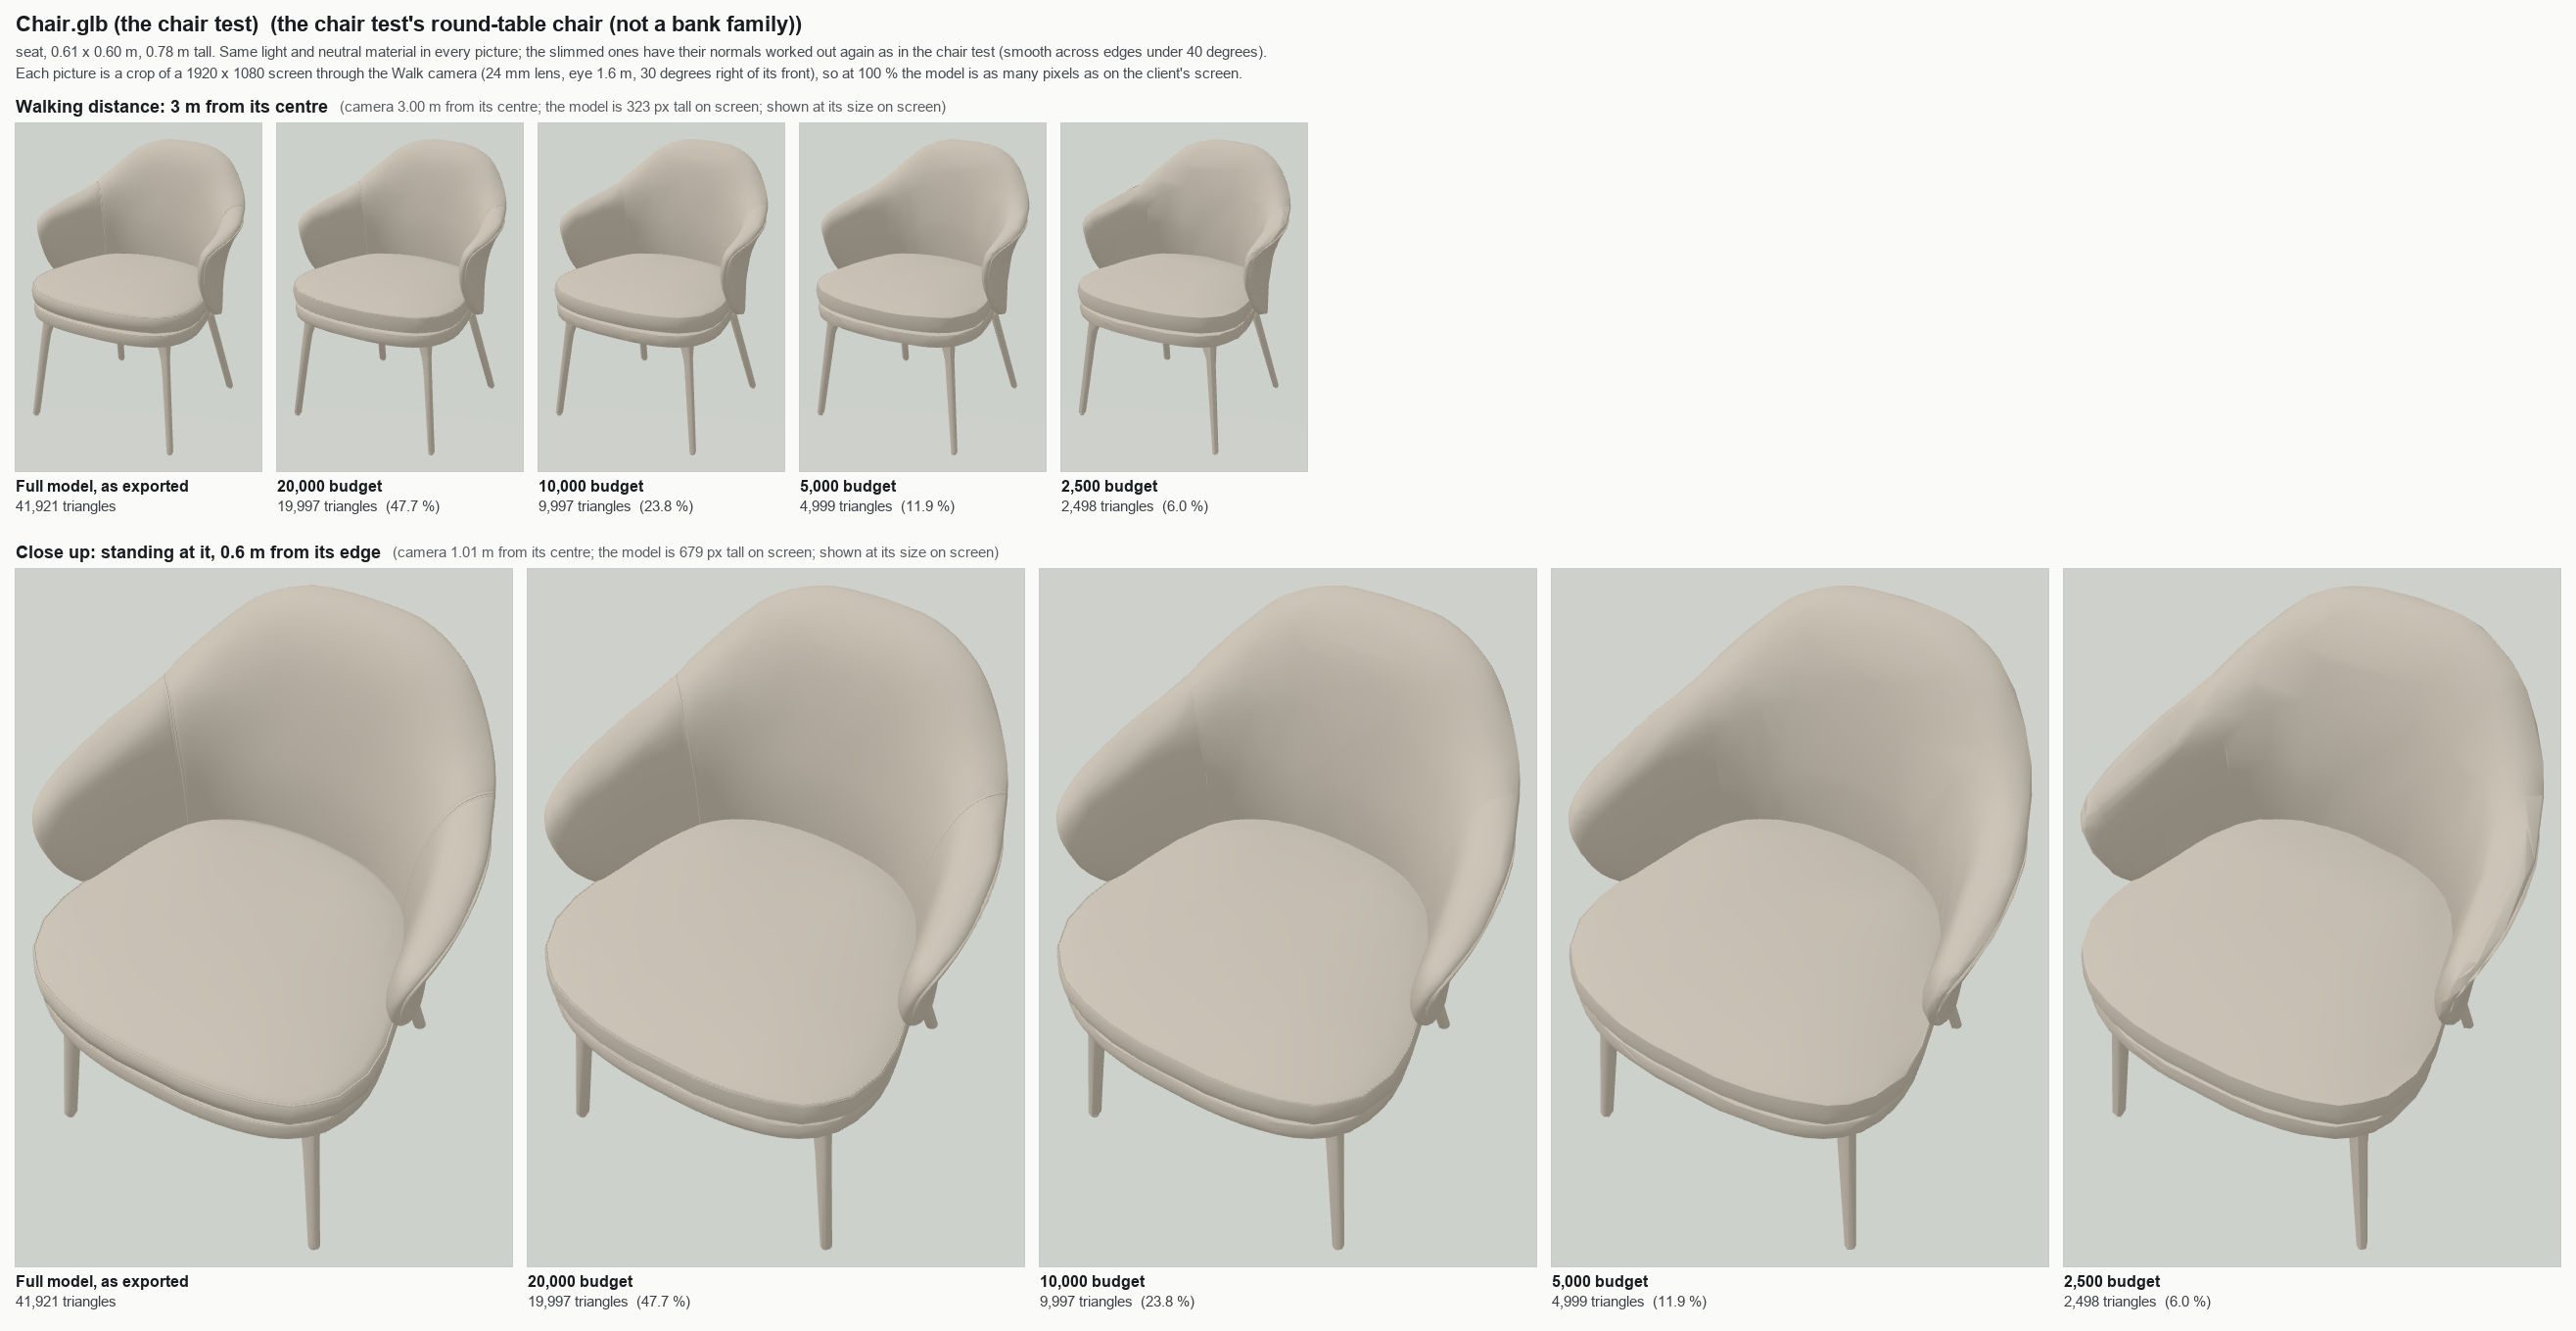 Chair.glb (the chair test)  (the chair test's round-table chair (not a bank family))
seat, 0.61 x 0.60 m, 0.78 m tall. Same light and neutral material in every picture; the slimmed ones have their normals worked out again as in the chair test (smooth across edges under 40 degrees).
Each picture is a crop of a 1920 x 1080 screen through the Walk camera (24 mm lens, eye 1.6 m, 30 degrees right of its front), so at 100 % the model is as many pixels as on the client's screen.
Walking distance: 3 m from its centre (camera 3.00 m from its centre; the model is 323 px tall on screen; shown at its size on screen)
Full model, as exported
41,921 triangles
20,000 budget
19,997 triangles (47.7 %)
10,000 budget
9,997 triangles (23.8 %)
5,000 budget
4,999 triangles (11.9 %)
2,500 budget
2,498 triangles (6.0 %)
Close up: standing at it, 0.6 m from its edge (camera 1.01 m from its centre; the model is 679 px tall on screen; shown at its size on screen)
Full model, as exported
41,921 triangles
20,000 budget
19,997 triangles (47.7 %)
10,000 budget
9,997 triangles (23.8 %)
5,000 budget
4,999 triangles (11.9 %)
2,500 budget
2,498 triangles (6.0 %)